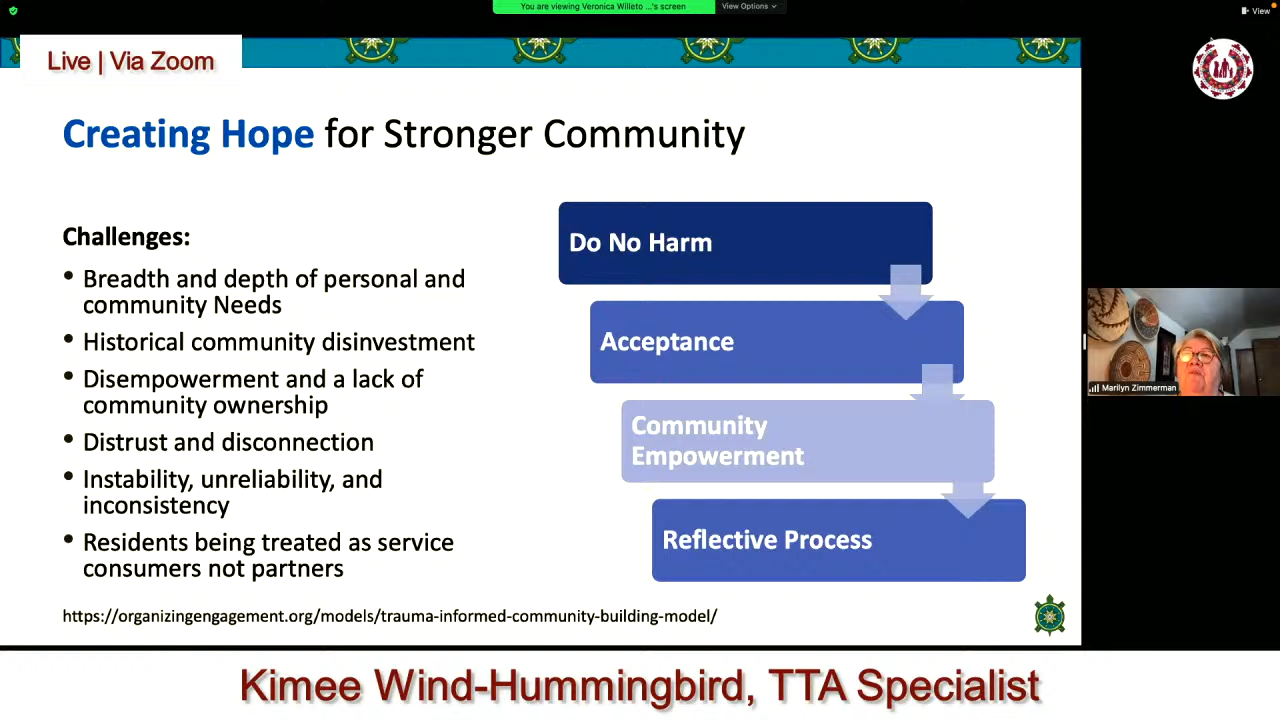 You are viewing Veronica Willeto ...'s screen
View Options
View
Live | Via Zoom
Creating Hope for Stronger Community
Challenges:
• Breadth and depth of personal and
community Needs
• Historical community disinvestment
• Disempowerment and a lack of
community ownership
• Distrust and disconnection
• Instability, unreliability, and
inconsistency
• Residents being treated as service
consumers not partners
https://organizingengagement.org/models/trauma-informed-community-building-model/
Do No Harm
Acceptance
Community
Empowerment
Reflective Process
Marilyn Zimmerman
Kimee Wind-Hummingbird, TTA Specialist